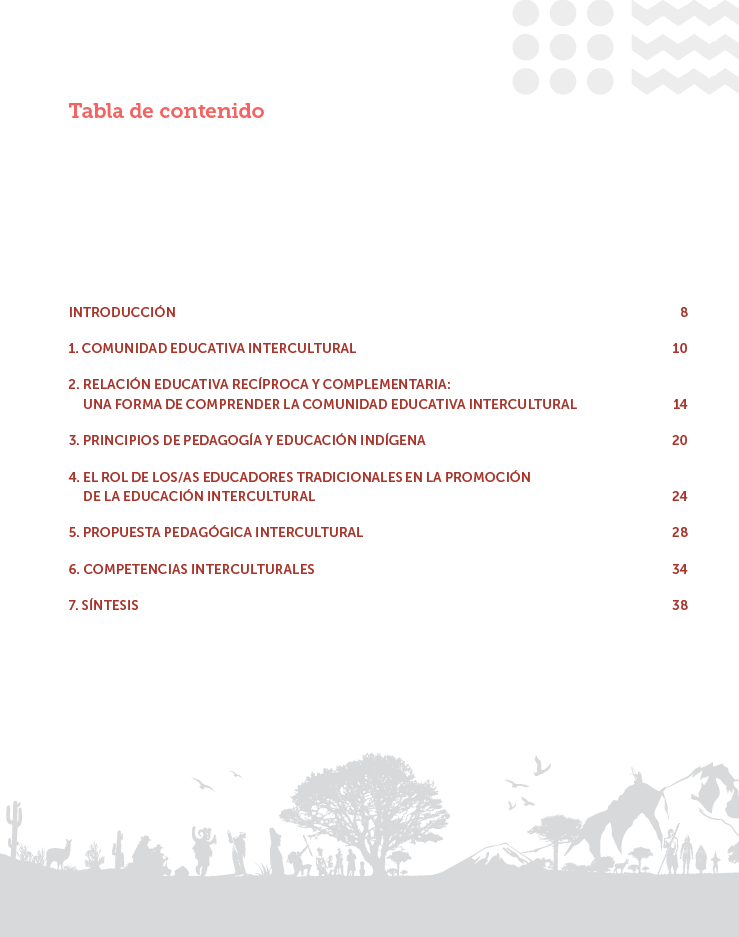 Tabla de contenido
INTRODUCCIÓN 8
1. COMUNIDAD EDUCATIVA INTERCULTURAL 10
2. RELACIÓN EDUCATIVA RECÍPROCA Y COMPLEMENTARIA:
UNA FORMA DE COMPRENDER LA COMUNIDAD EDUCATIVA INTERCULTURAL 14
3. PRINCIPIOS DE PEDAGOGÍA Y EDUCACIÓN INDÍGENA 20
4. EL ROL DE LOS/AS EDUCADORES TRADICIONALES EN LA PROMOCIÓN
DE LA EDUCACIÓN INTERCULTURAL 24
5. PROPUESTA PEDAGÓGICA INTERCULTURAL 28
6. COMPETENCIAS INTERCULTURALES 34
7. SÍNTESIS 38